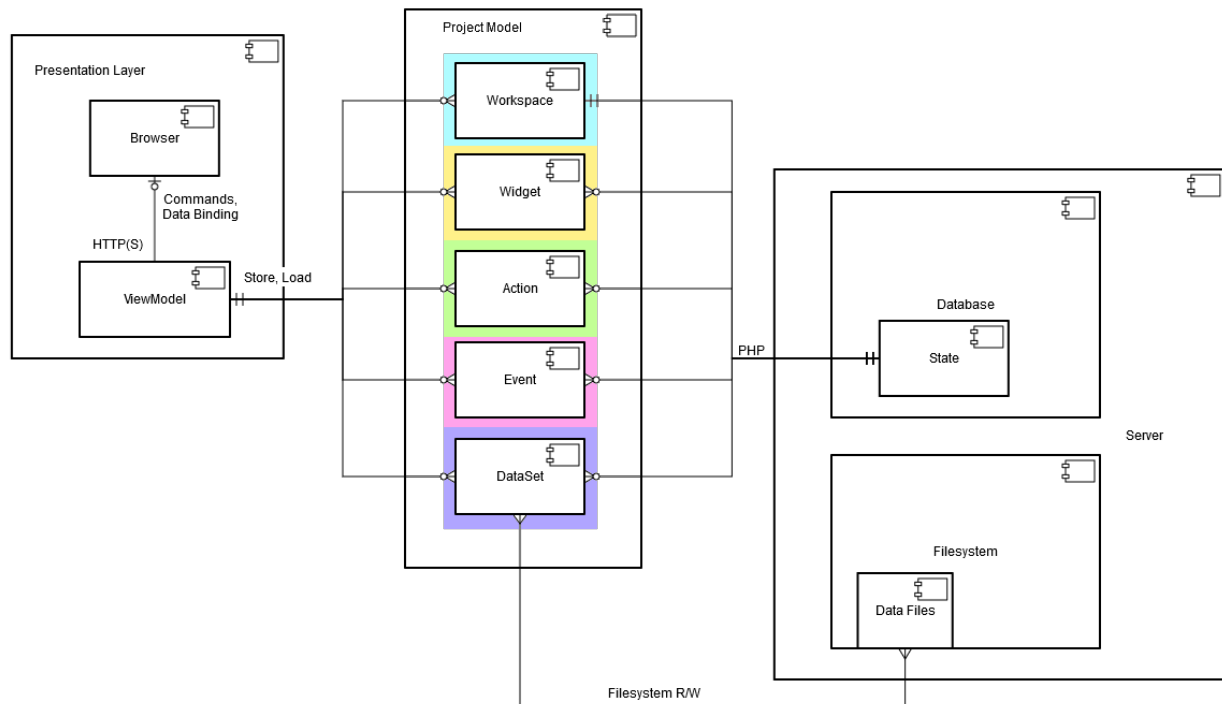 Presentation Layer
Browser
Commands,
Data Binding
HTTP(S)
ViewModel
Store, Load
Project Model
Workspace
Widget
Action
Event
DataSet
PHP
Database
State
Server
Filesystem
Data Files
Filesystem R/W